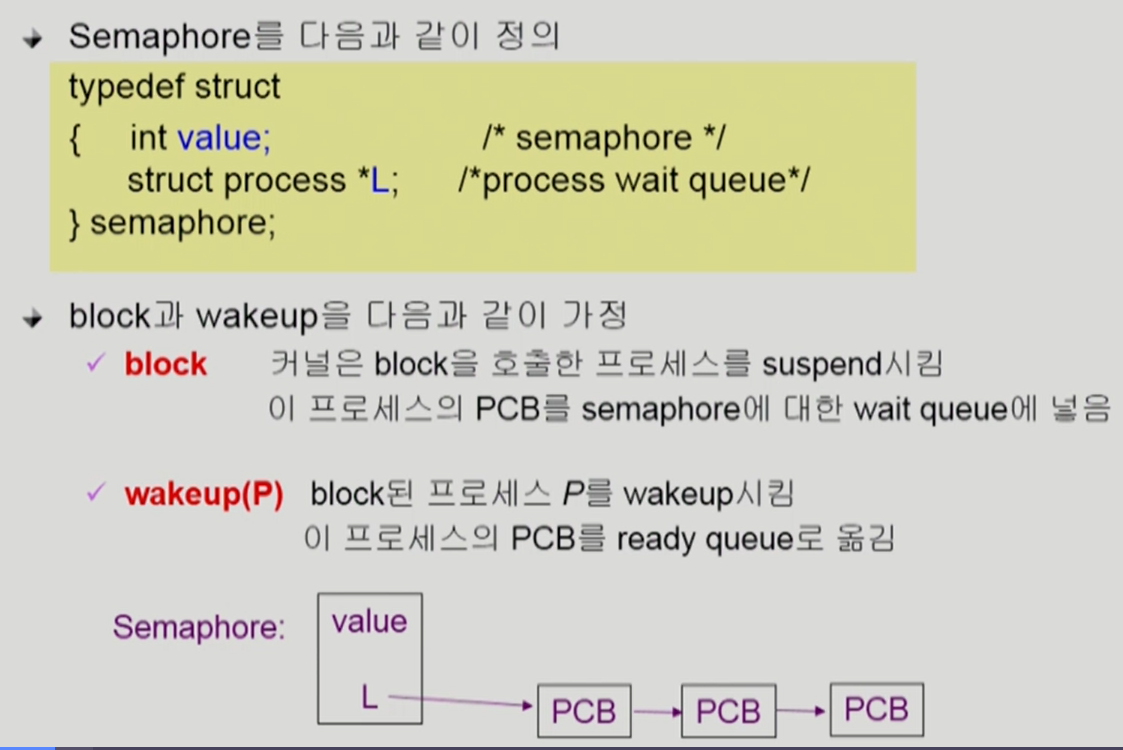 Semaphore를 다음과 같이 정의
typedef struct
{ int value; /* semaphore */
struct process *L; /*process wait queue*/
} semaphore;
block과 wakeup을 다음과 같이 가정
✓ block 커널은 block을 호출한 프로세스를 suspend시킴
이 프로세스의 PCB를 semaphore에 대한 wait queue에 넣음
✓ wakeup(P) block된 프로세스 P를 wakeup시킴
이 프로세스의 PCB를 ready queue로 옮김
Semaphore: value
L PCB PCB PCB